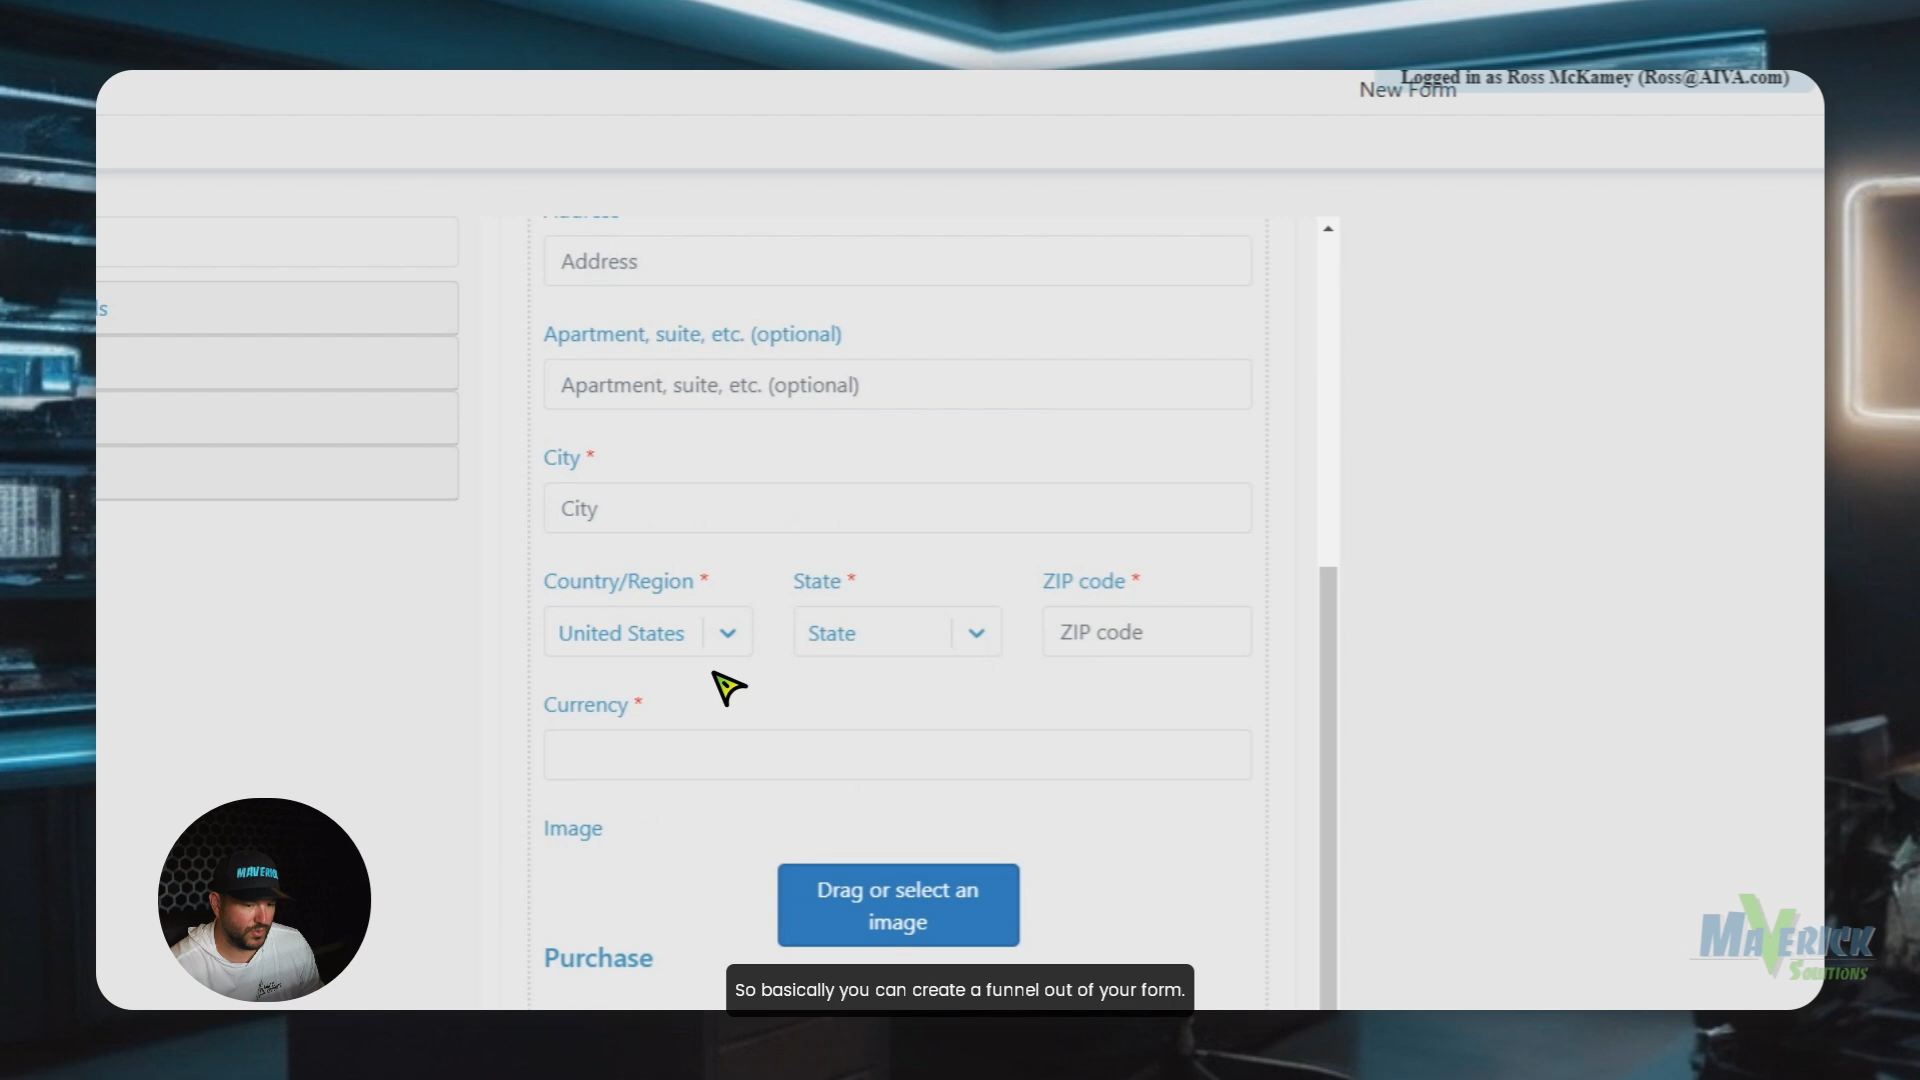 Logged in as Ross McKamey (Ross@AIVA.com)
New Form
s
Address
Apartment, suite, etc. (optional)
Apartment, suite, etc. (optional)
City *
City
Country/Region * State * ZIP code *
United States State ZIP code
Currency *
Image
Drag or select an
image
Purchase
MAVERICK
MAVERICK
SOLUTIONS
So basically you can create a funnel out of your form.